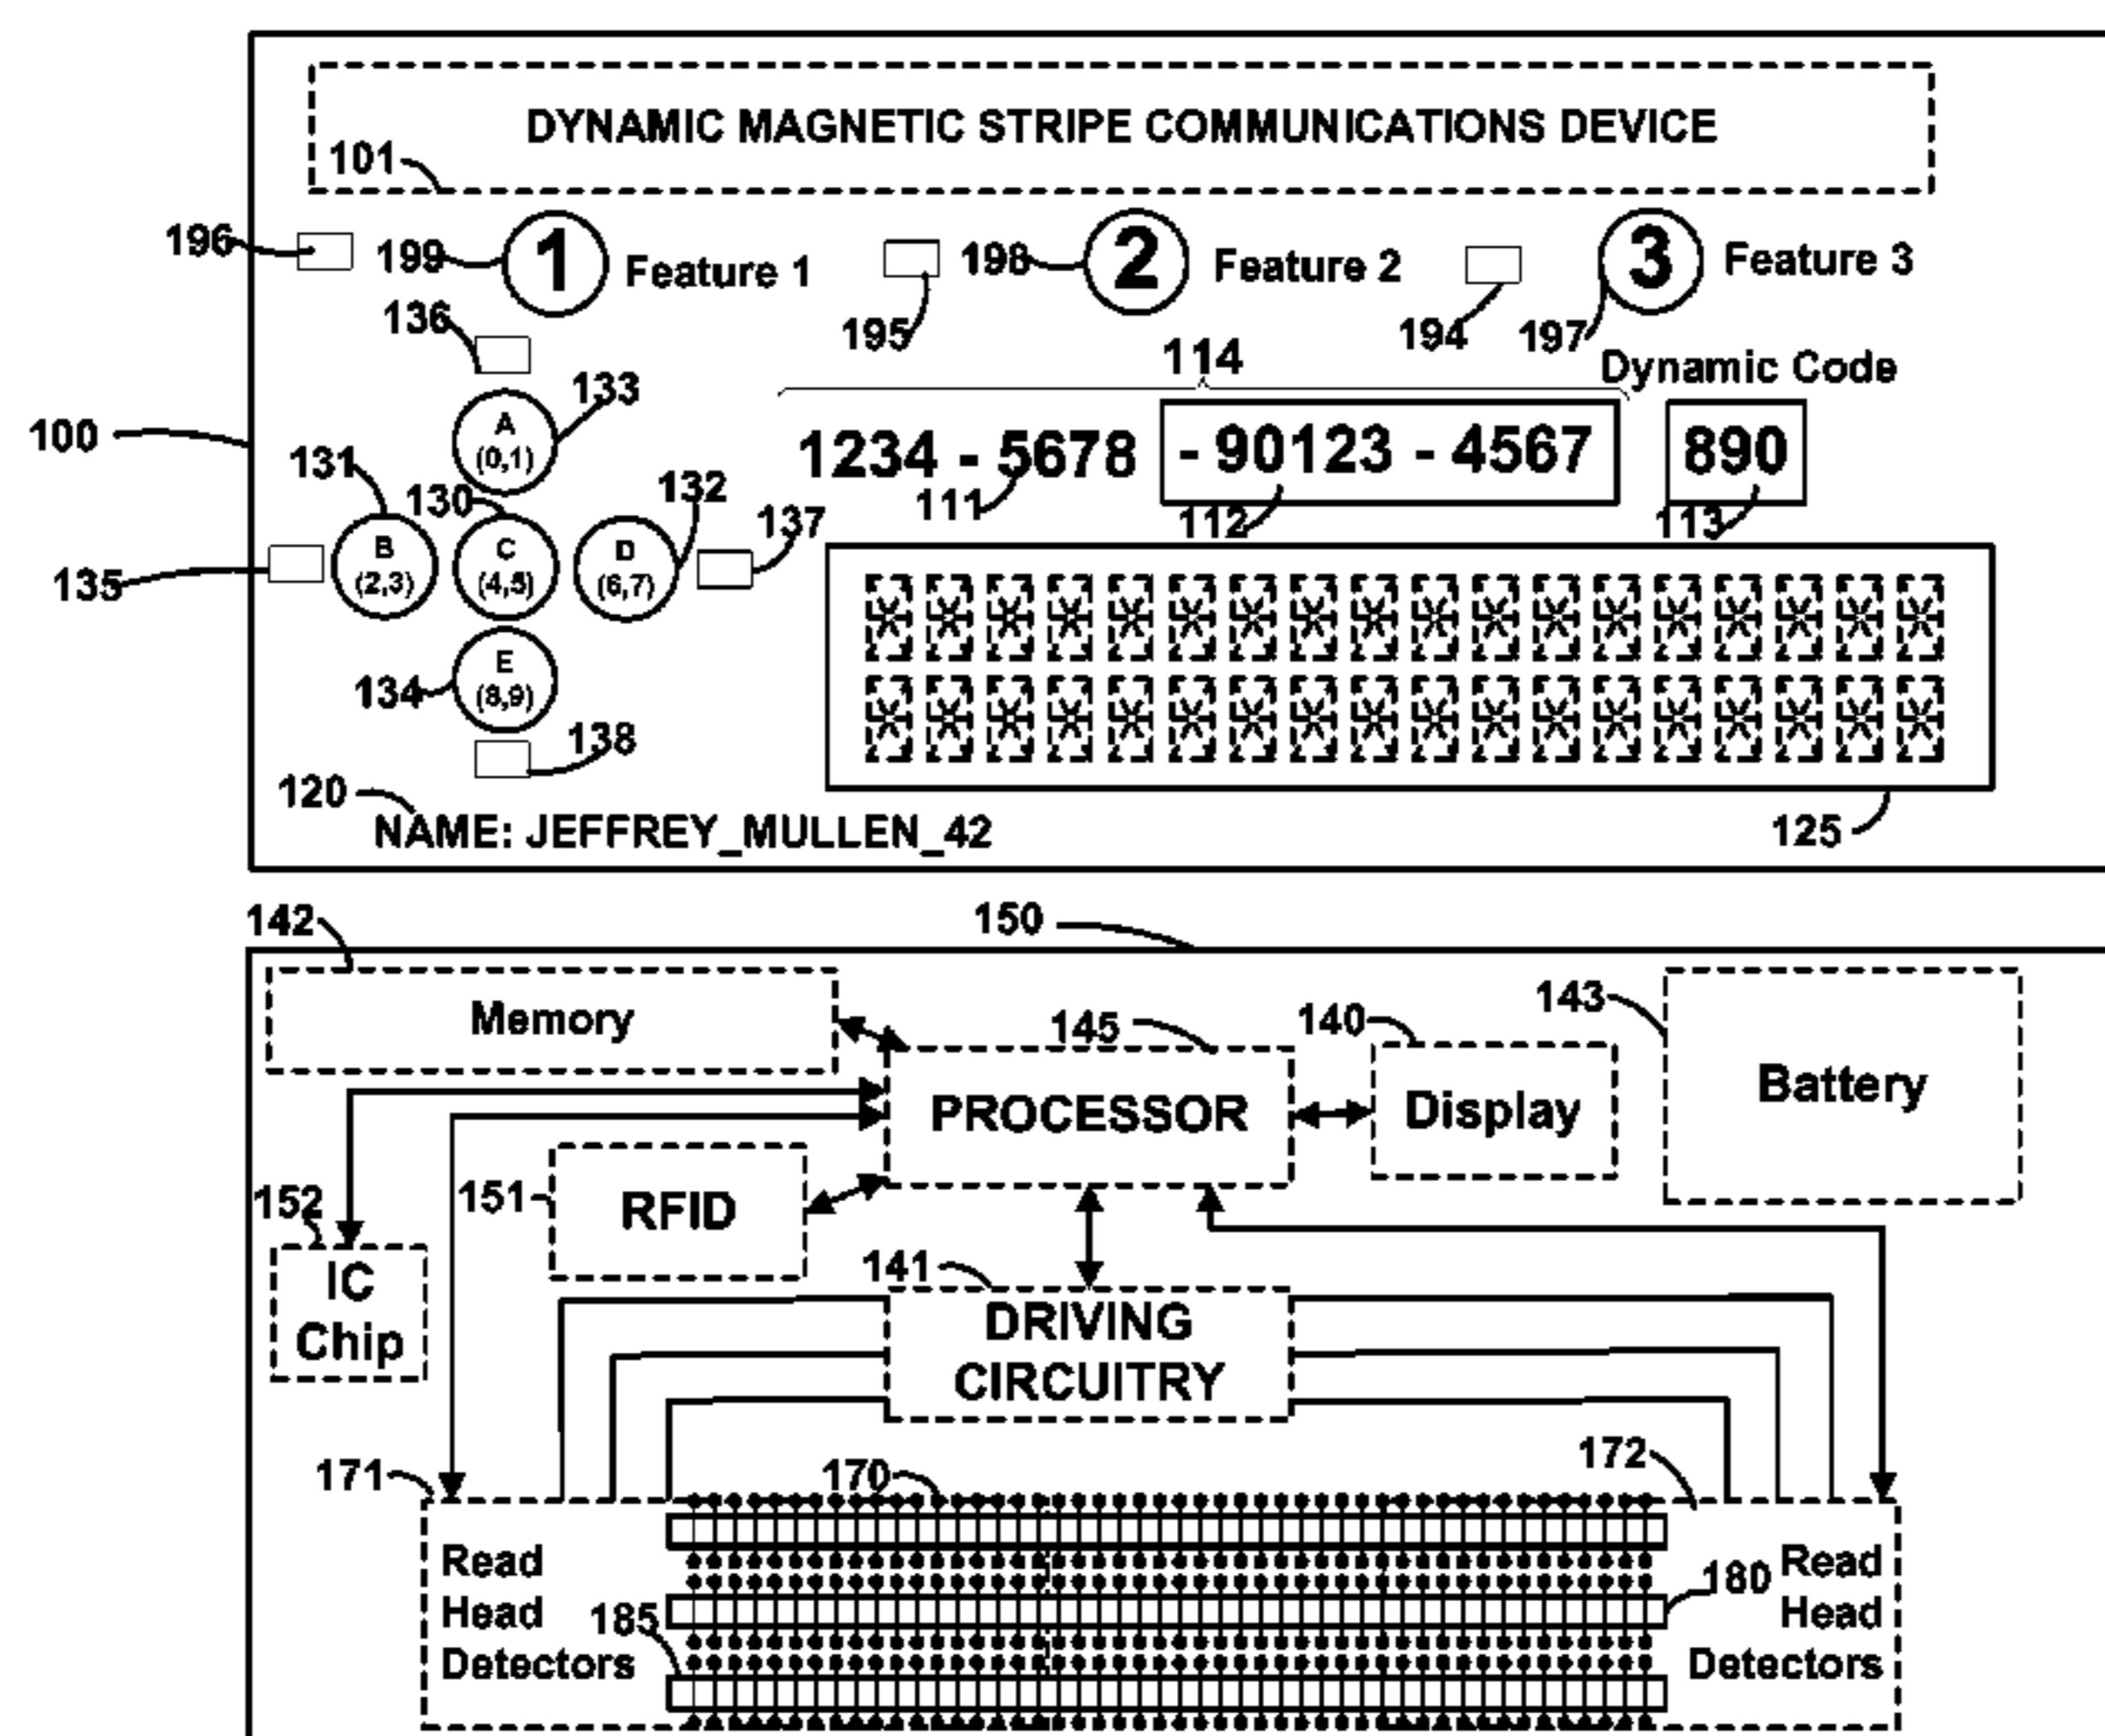 DYNAMIC MAGNETIC STRIPE COMMUNICATIONS DEVICE
101
196
199 1 Feature 1
195
198 2 Feature 2
194
197 3 Feature 3
136
114
Dynamic Code
133
A
(0,1)
100
1234 - 5678 - 90123 - 4567 890
131
130
132
111
112
113
137
B
(2,3)
C
(4,5)
D
(6,7)
135
E
(8,9)
134
138
120
NAME: JEFFREY_MULLEN_42
125
142
150
Memory
145
140
143
PROCESSOR
Display
Battery
152
151
RFID
IC
Chip
141
DRIVING
CIRCUITRY
171
170
172
Read
Head
Detectors
185
180
Read
Head
Detectors